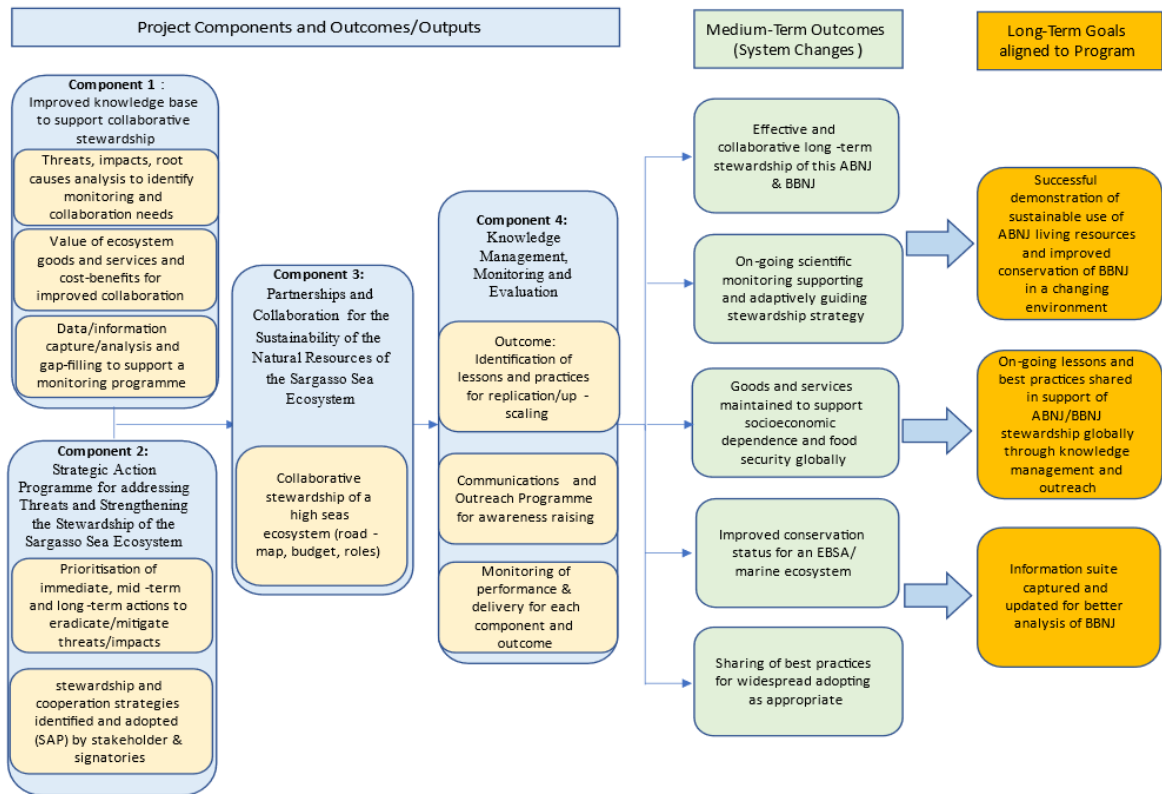 Project Components and Outcomes/Outputs
Medium-Term Outcomes
(System Changes )
Long-Term Goals
aligned to Program
Component 1 :
Improved knowledge base
to support collaborative
stewardship
Threats, impacts, root
causes analysis to identify
monitoring and
collaboration needs
Value of ecosystem
goods and services and
cost-benefits for
improved collaboration
Data/information
capture/analysis and
gap-filling to support a
monitoring programme
Component 2:
Strategic Action
Programme for addressing
Threats and Strengthening
the Stewardship of the
Sargasso Sea Ecosystem
Prioritisation of
immediate, mid -term
and long -term actions to
eradicate/mitigate
threats/impacts
stewardship and
cooperation strategies
identified and adopted
(SAP) by stakeholder &
signatories
Component 3:
Partnerships and
Collaboration for the
Sustainability of the
Natural Resources of
the Sargasso Sea
Ecosystem
Collaborative
stewardship of a
high seas
ecosystem (road -
map, budget, roles)
Component 4:
Knowledge
Management,
Monitoring and
Evaluation
Outcome:
Identification of
lessons and practices
for replication/up -
scaling
Communications and
Outreach Programme
for awareness raising
Monitoring of
performance &
delivery for each
component and
outcome
Effective and
collaborative long -term
stewardship of this ABNJ
& BBNJ
On-going scientific
monitoring supporting
and adaptively guiding
stewardship strategy
Goods and services
maintained to support
socioeconomic
dependence and food
security globally
Improved conservation
status for an EBSA/
marine ecosystem
Sharing of best practices
for widespread adopting
as appropriate
Successful
demonstration of
sustainable use of
ABNJ living resources
and improved
conservation of BBNJ
in a changing
environment
On-going lessons and
best practices shared
in support of
ABNJ/BBNJ
stewardship globally
through knowledge
management and
outreach
Information suite
captured and
updated for better
analysis of BBNJ